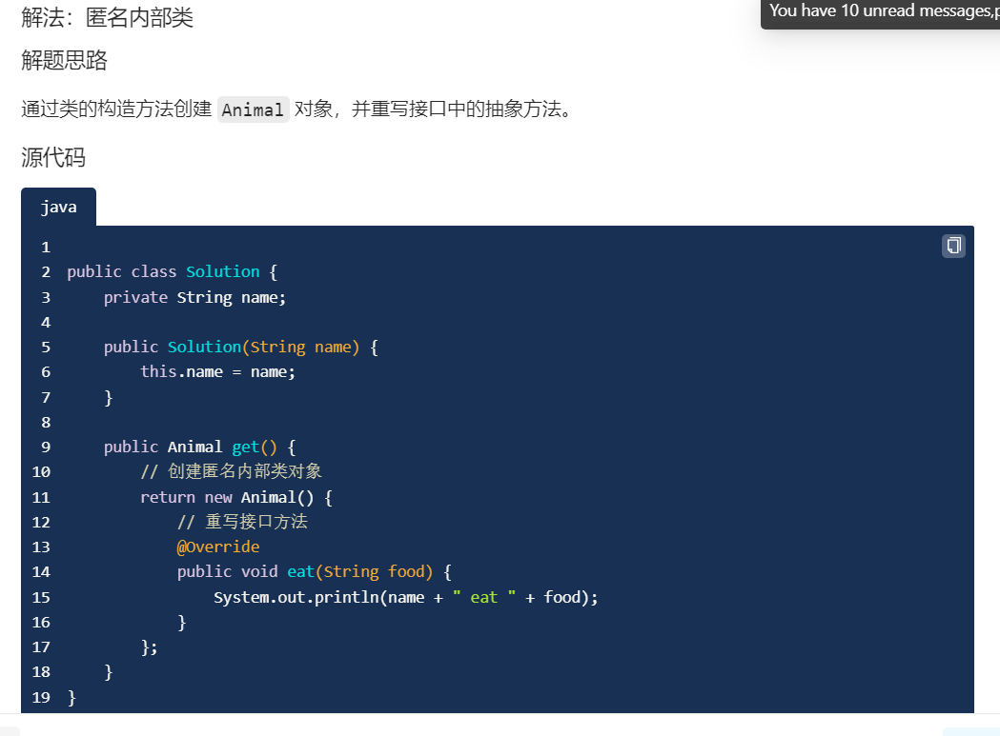 解法：匿名内部类
You have 10 unread messages,
解题思路
通过类的构造方法创建 Animal 对象，并重写接口中的抽象方法。
源代码
java
1
2 public class Solution {
3     private String name;
4
5     public Solution(String name) {
6         this.name = name;
7     }
8
9     public Animal get() {
10         // 创建匿名内部类对象
11         return new Animal() {
12             // 重写接口方法
13             @Override
14             public void eat(String food) {
15                 System.out.println(name + " eat " + food);
16             }
17         };
18     }
19 }